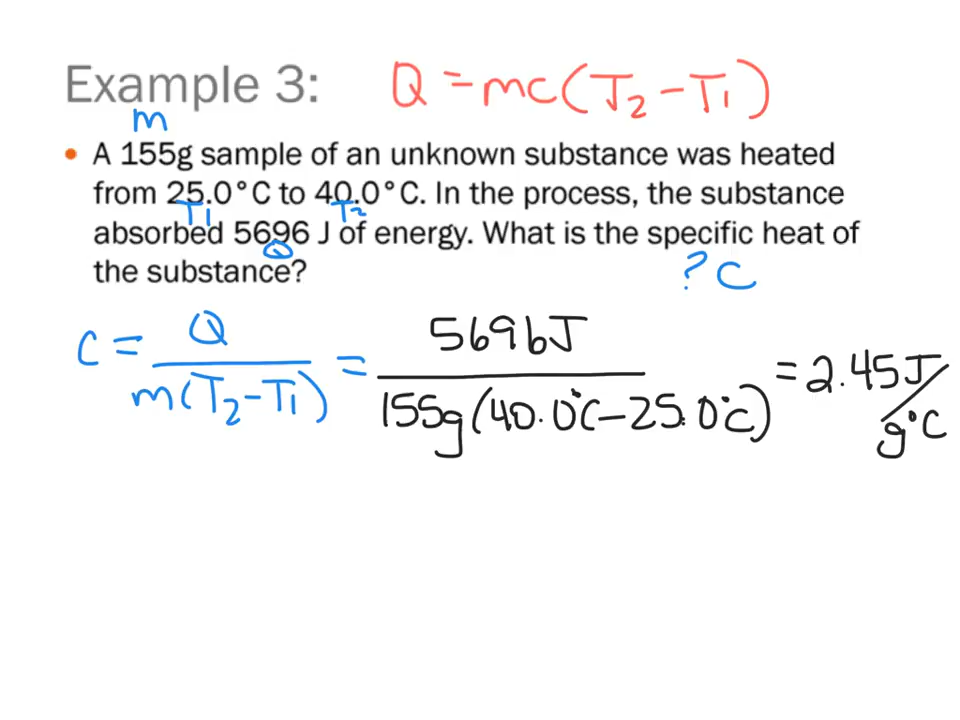 Example 3: Q = mc(T₂ - T₁)
m
• A 155g sample of an unknown substance was heated
from 25.0°C to 40.0°C. In the process, the substance
T₁ T₂
absorbed 5696 J of energy. What is the specific heat of
Q
the substance? ? C
c = Q / m(T₂ - T₁) = 5696J / 155g(40.0°C - 25.0°C) = 2.45 J/g°C